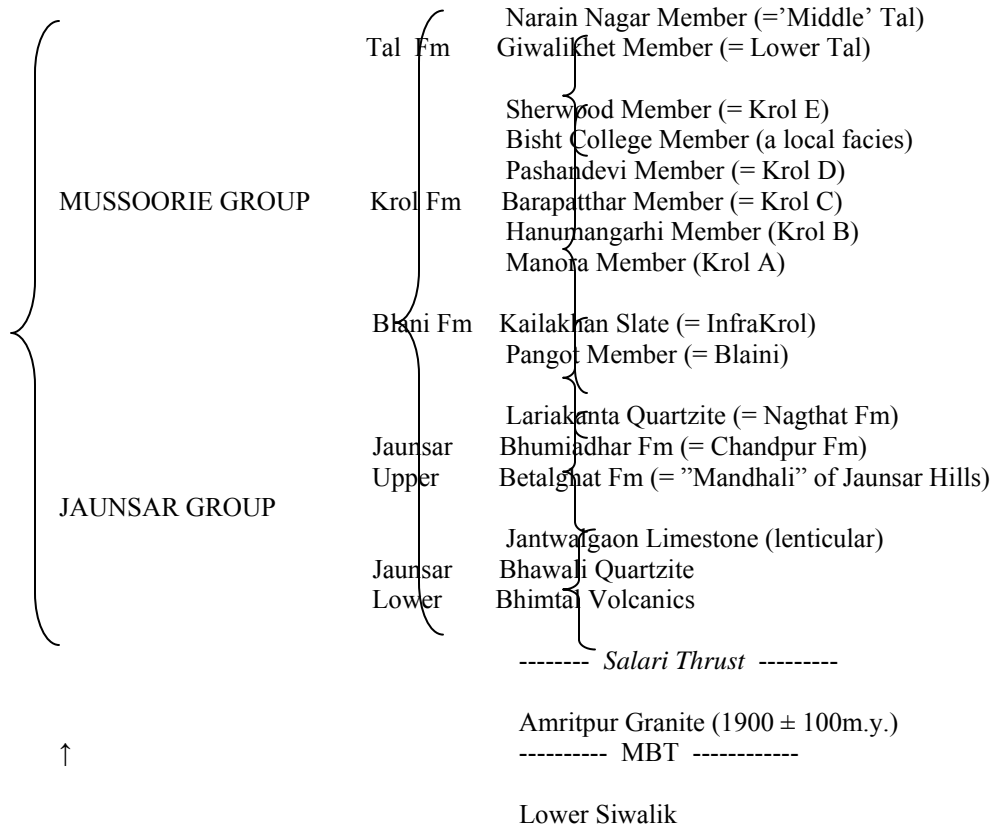 Narain Nagar Member (=’Middle’ Tal)
Tal Fm Giwalikhet Member (= Lower Tal)
Sherwood Member (= Krol E)
Bisht College Member (a local facies)
Pashandevi Member (= Krol D)
MUSSOORIE GROUP Krol Fm Barapatthar Member (= Krol C)
Hanumangarhi Member (Krol B)
Manora Member (Krol A)
Blani Fm Kailakhan Slate (= InfraKrol)
Pangot Member (= Blaini)
Lariakanta Quartzite (= Nagthat Fm)
Jaunsar Bhumiadhar Fm (= Chandpur Fm)
Upper Betalghat Fm (= ”Mandhali” of Jaunsar Hills)
JAUNSAR GROUP
Jantwalgaon Limestone (lenticular)
Jaunsar Bhawali Quartzite
Lower Bhimtal Volcanics
-------- Salari Thrust ---------
Amritpur Granite (1900 ± 100m.y.)
↑ ---------- MBT ------------
Lower Siwalik